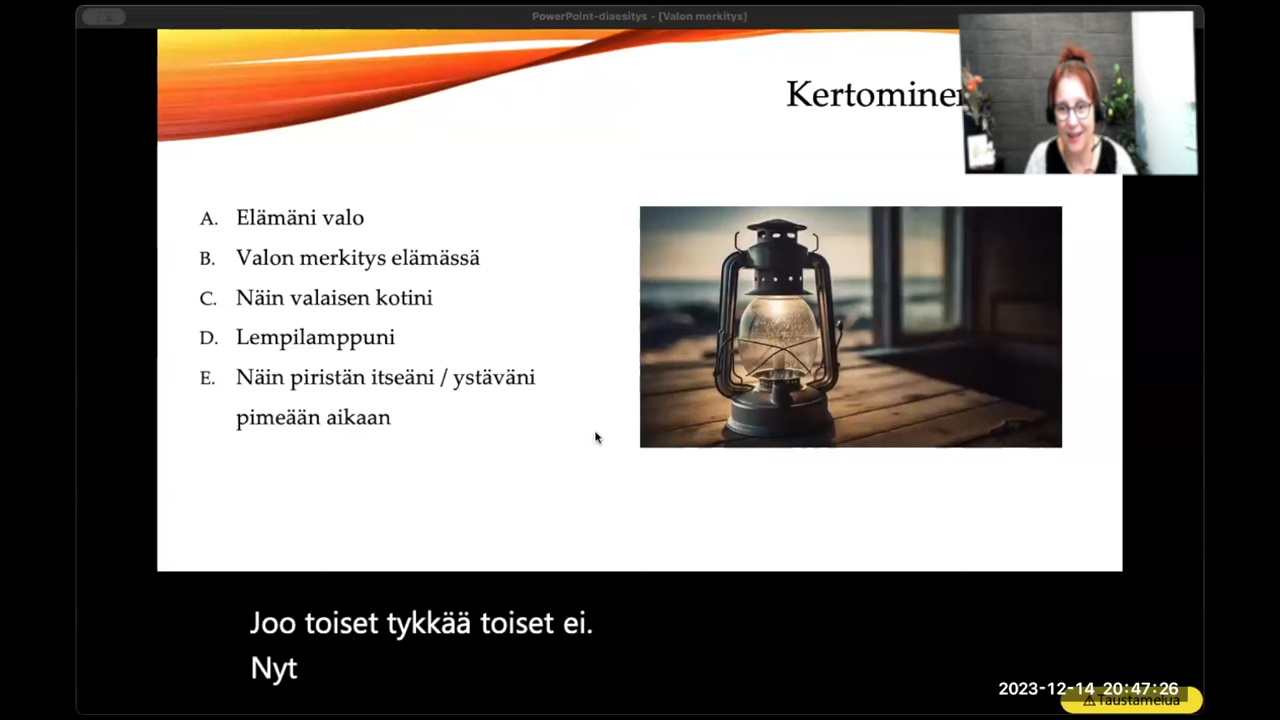 PowerPoint-diaesitys - [Valon merkitys]
Kertominen
A. Elämäni valo
B. Valon merkitys elämässä
C. Näin valaisen kotini
D. Lempilamppuni
E. Näin piristän itseäni / ystäväni
pimeään aikaan
Joo toiset tykkää toiset ei.
Nyt
2023-12-14 20:47:26
Taustamelua